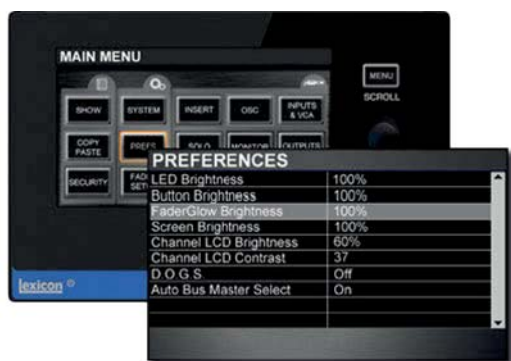 MAIN MENU
MENU
SCROLL
SHOW
SYSTEM
INSERT
OSC
INPUTS
& VCA
COPY
PASTE
PREFS
SOLO
MONITOR
OUTPUTS
SECURITY
PREFERENCES
LED Brightness 100%
Button Brightness 100%
FaderGlow Brightness 100%
Screen Brightness 100%
Channel LCD Brightness 60%
Channel LCD Contrast 37
D.O.G.S. Off
Auto Bus Master Select On
lexicon